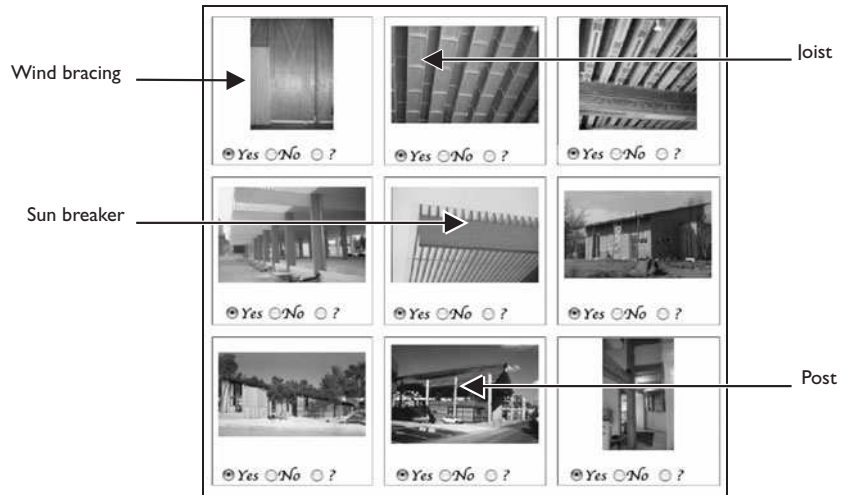 Wind bracing
Joist
Yes No ?
Yes No ?
Yes No ?
Sun breaker
Yes No ?
Yes No ?
Yes No ?
Post
Yes No ?
Yes No ?
Yes No ?